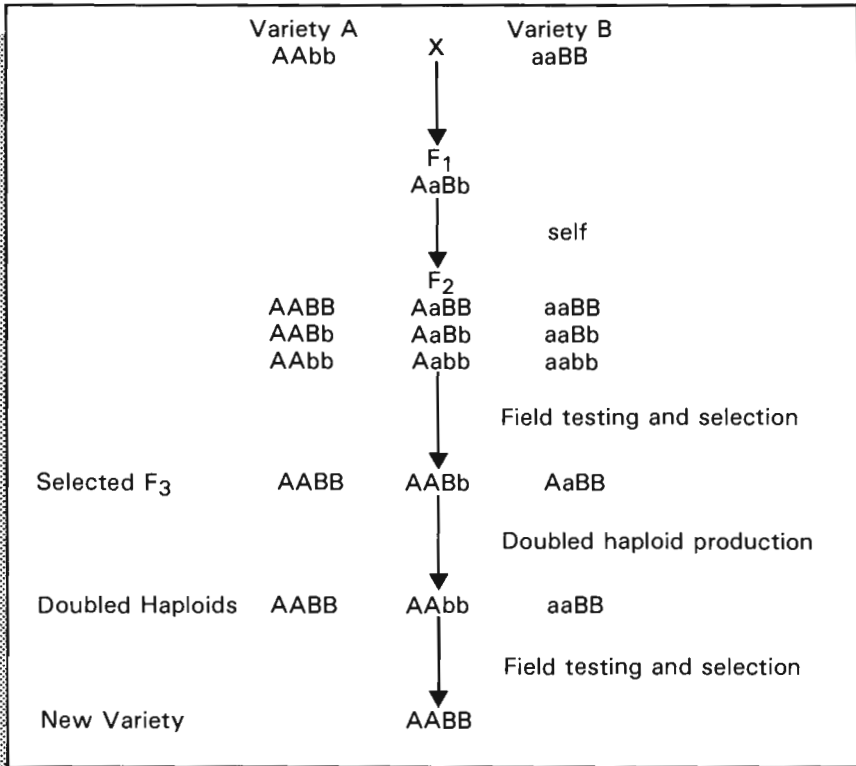 Variety A X Variety B
AAbb aaBB
F1
AaBb
self
F2
AABB AaBB aaBB
AABb AaBb aaBb
AAbb Aabb aabb
Field testing and selection
Selected F3 AABB AABb AaBB
Doubled haploid production
Doubled Haploids AABB AAbb aaBB
Field testing and selection
New Variety AABB